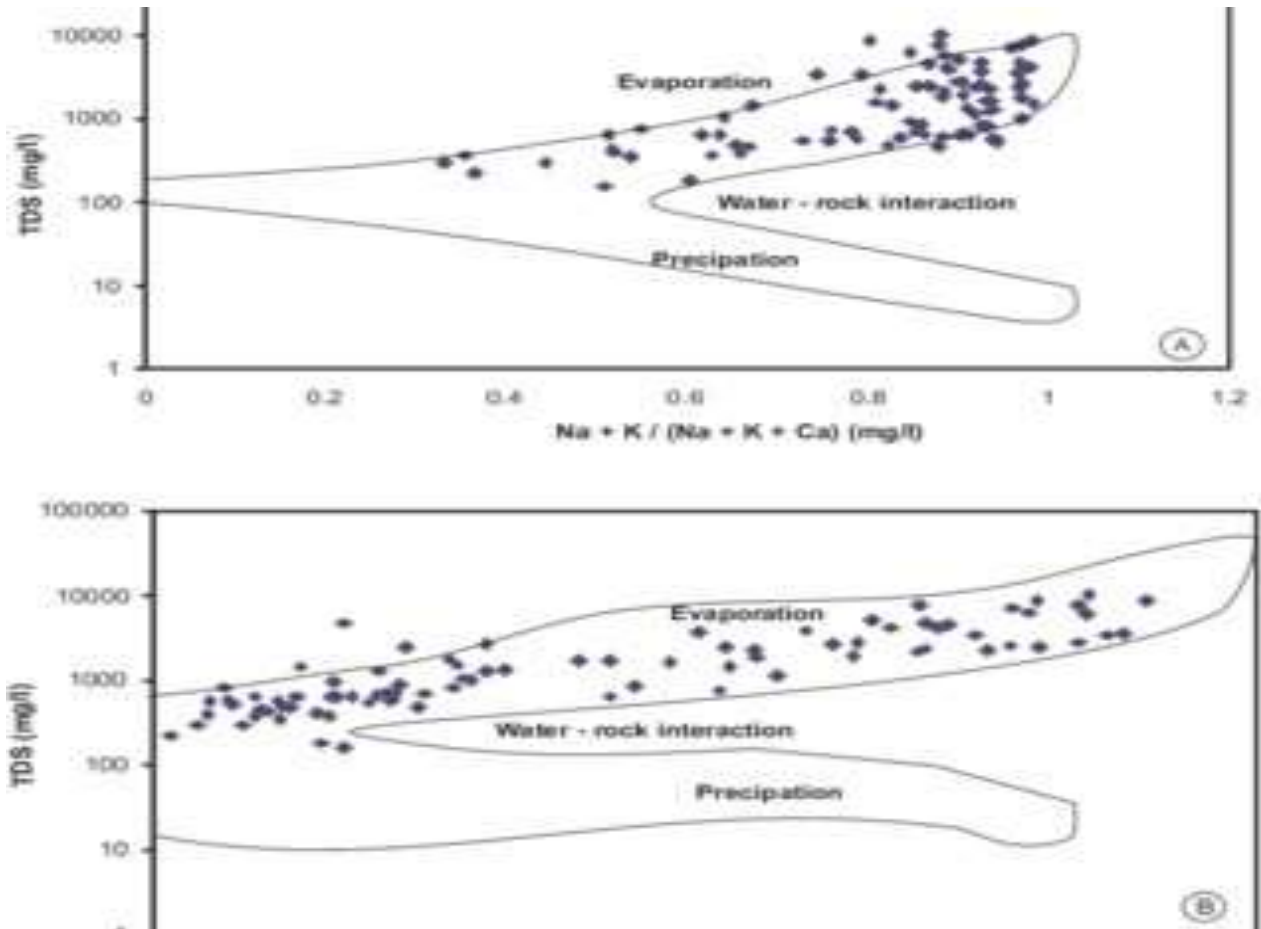 10000
Evaporation
1000
TDS (mg/l)
100
Water - rock interaction
Precipation
10
A
1
0 0.2 0.4 0.6 0.8 1 1.2
Na + K / (Na + K + Ca) (mg/l)
100000
10000
Evaporation
1000
TDS (mg/l)
Water - rock interaction
100
Precipation
10
B